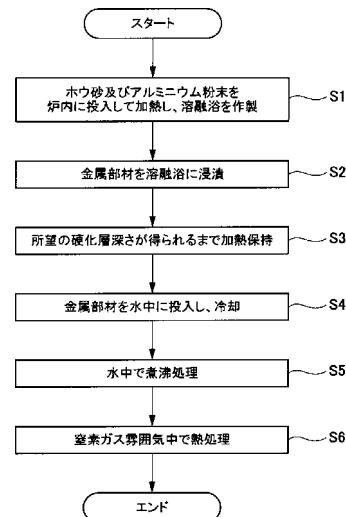 スタート
ホウ砂及びアルミニウム粉末を
炉内に投入して加熱し、溶融浴を作製
S1
金属部材を溶融浴に浸漬
S2
所望の硬化層深さが得られるまで加熱保持
S3
金属部材を水中に投入し、冷却
S4
水中で煮沸処理
S5
窒素ガス雰囲気中で熱処理
S6
エンド